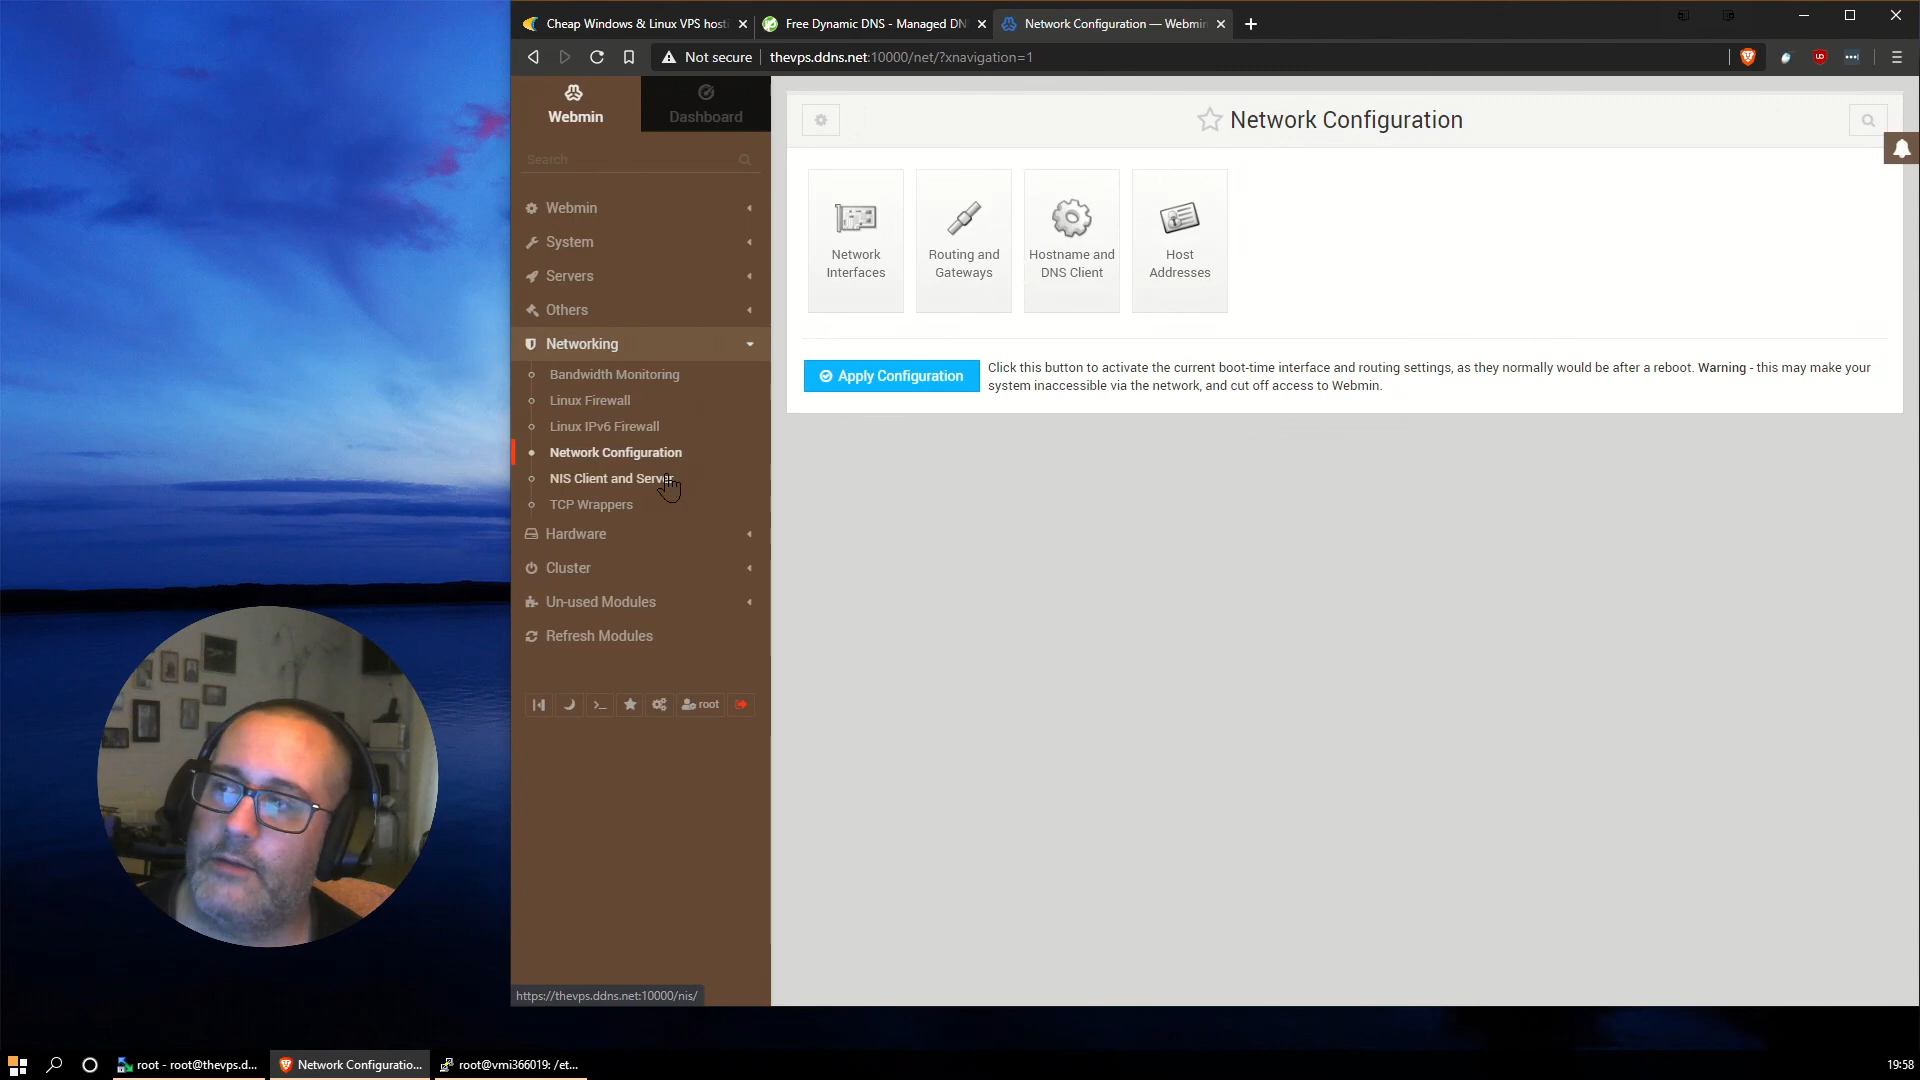 Cheap Windows & Linux VPS hosti
Free Dynamic DNS - Managed DN
Network Configuration — Webmin
Not secure
thevps.ddns.net:10000/net/?xnavigation=1
Webmin
Dashboard
Search
Webmin
System
Servers
Others
Networking
Bandwidth Monitoring
Linux Firewall
Linux IPv6 Firewall
Network Configuration
NIS Client and Server
TCP Wrappers
Hardware
Cluster
Un-used Modules
Refresh Modules
root
Network Configuration
Network
Interfaces
Routing and
Gateways
Hostname and
DNS Client
Host
Addresses
Apply Configuration
Click this button to activate the current boot-time interface and routing settings, as they normally would be after a reboot. Warning - this may make your
system inaccessible via the network, and cut off access to Webmin.
https://thevps.ddns.net:10000/nis/
root - root@thevps.d...
Network Configuratio...
root@vmi366019: /et...
19:58